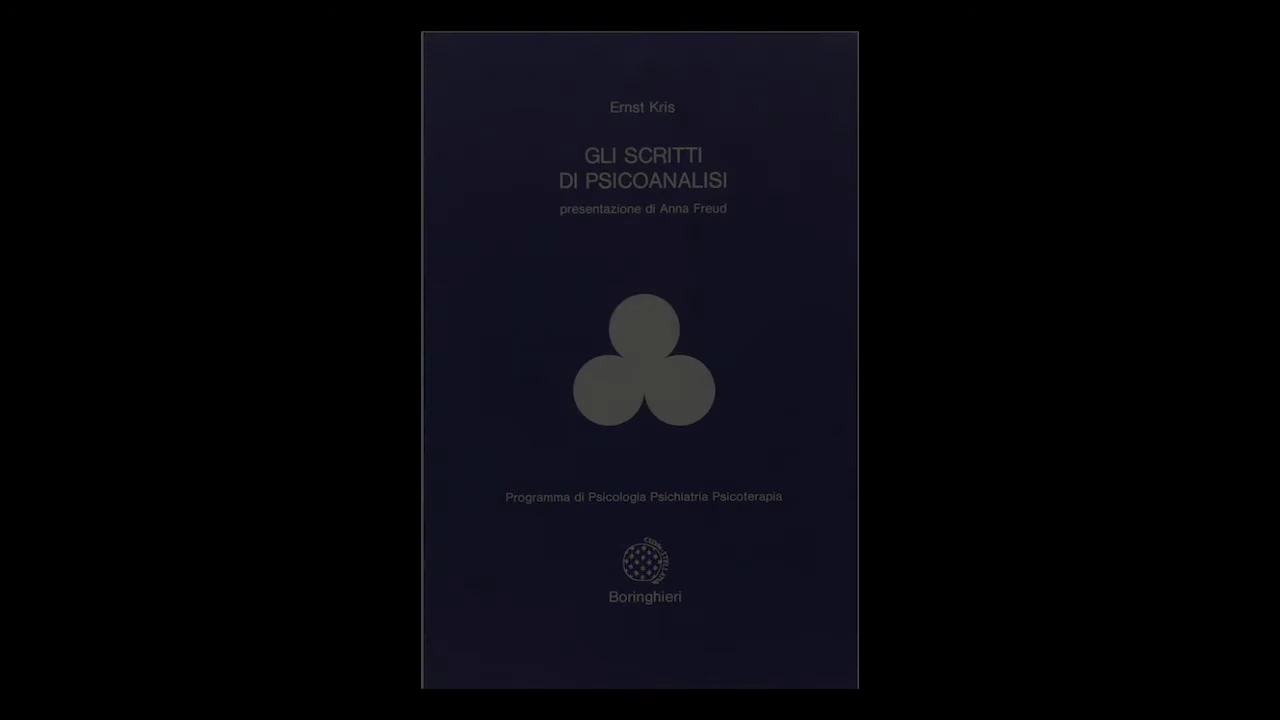 Ernst Kris
GLI SCRITTI
DI PSICOANALISI
presentazione di Anna Freud
Programma di Psicologia Psichiatria Psicoterapia
Boringhieri